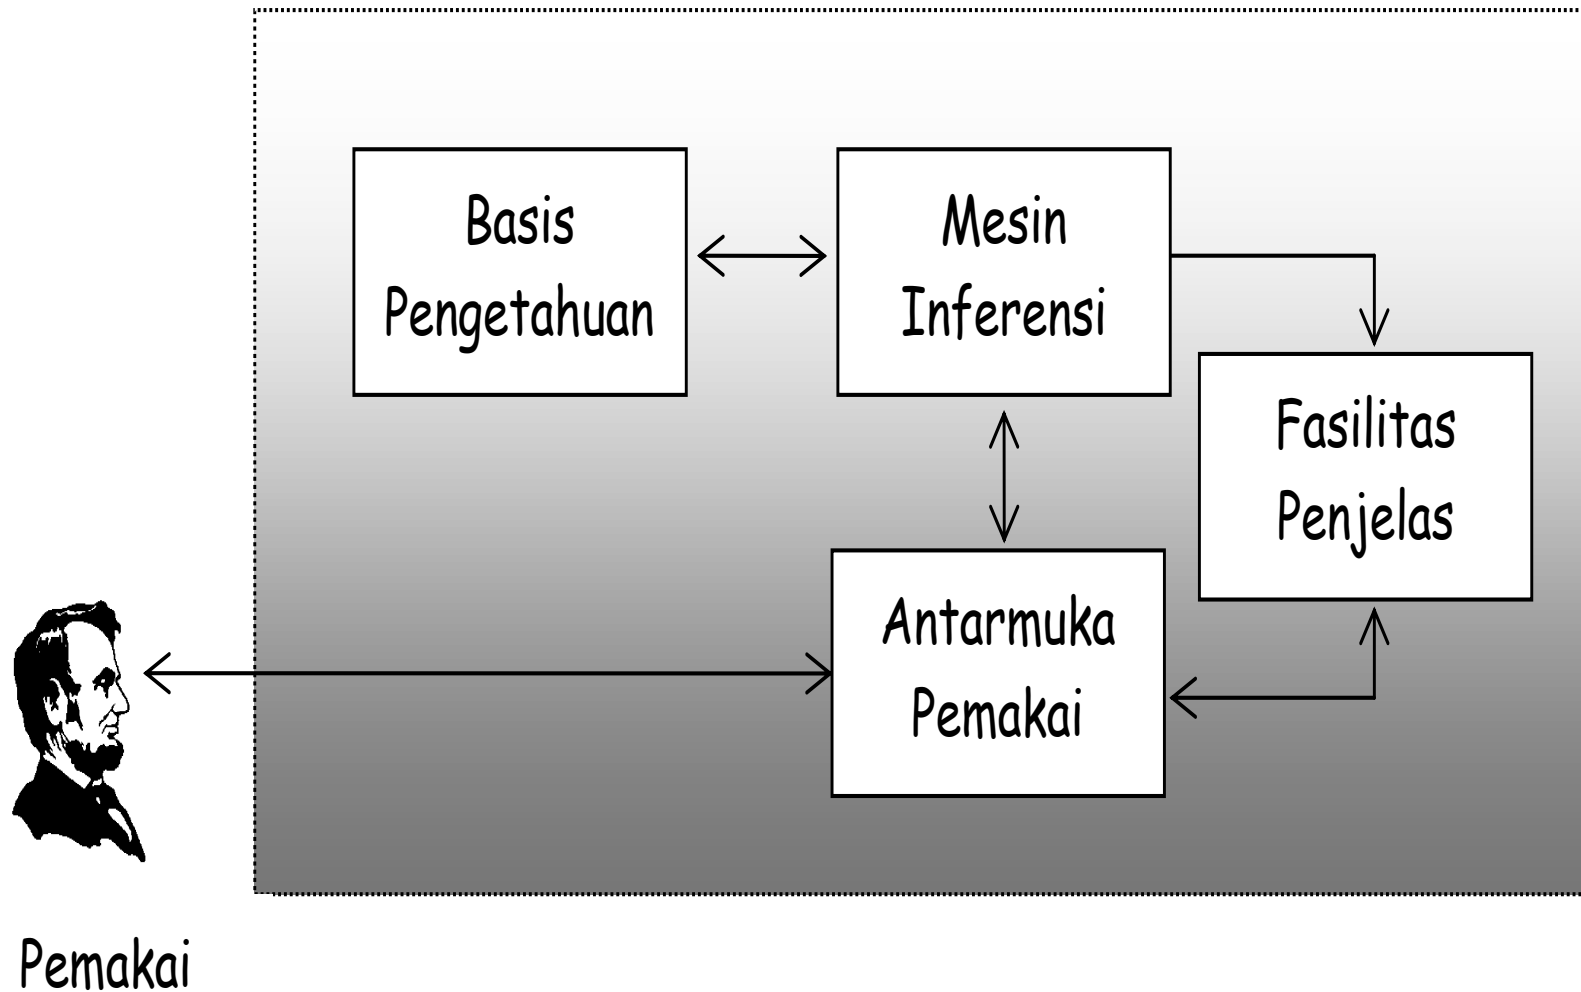 Basis
Pengetahuan
Mesin
Inferensi
Fasilitas
Penjelas
Antarmuka
Pemakai
Pemakai